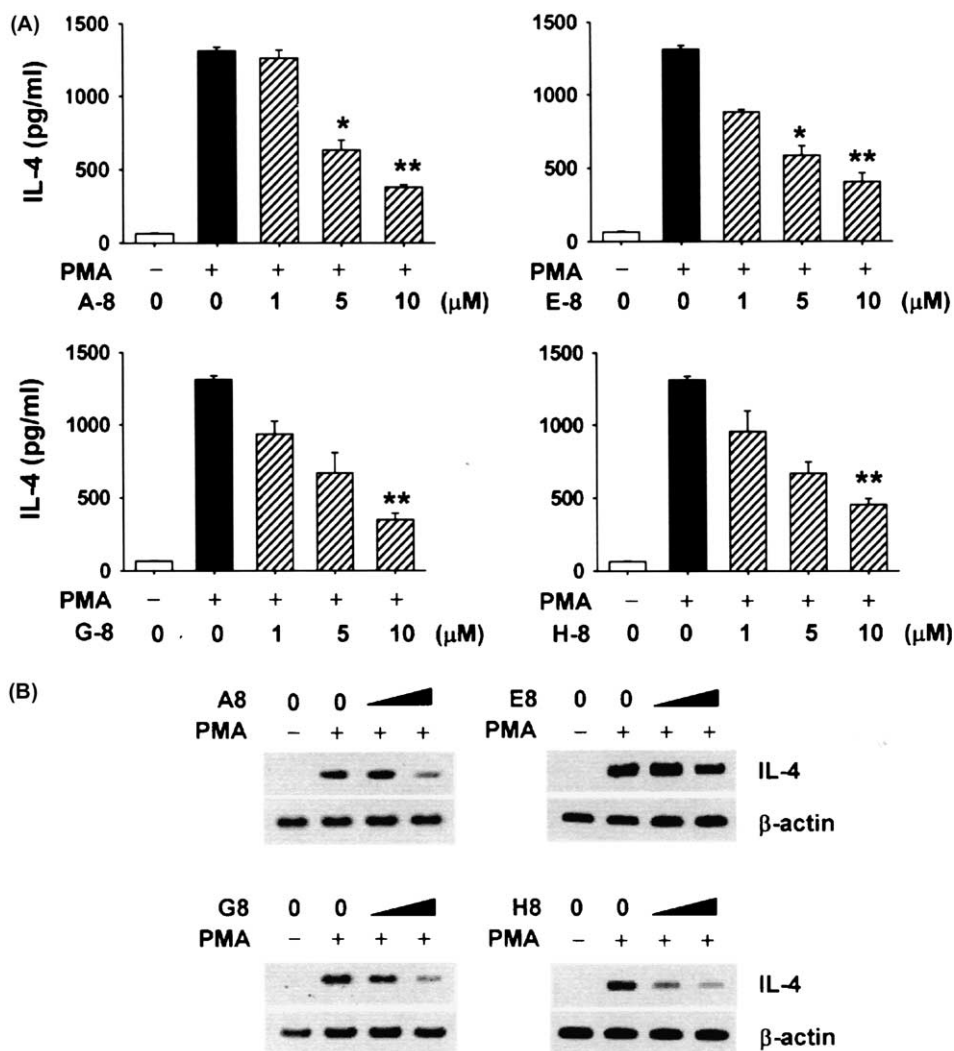 (A)
1500
1000
500
0
IL-4 (pg/ml)
* **
PMA – + + + +
A-8 0 0 1 5 10 (μM)
1500
1000
500
0
* **
PMA – + + + +
E-8 0 0 1 5 10 (μM)
1500
1000
500
0
IL-4 (pg/ml)
**
PMA – + + + +
G-8 0 0 1 5 10 (μM)
1500
1000
500
0
**
PMA – + + + +
H-8 0 0 1 5 10 (μM)
(B)
A8 0 0
PMA – + + +
E8 0 0
PMA – + + +
IL-4
β-actin
G8 0 0
PMA – + + +
H8 0 0
PMA – + + +
IL-4
β-actin